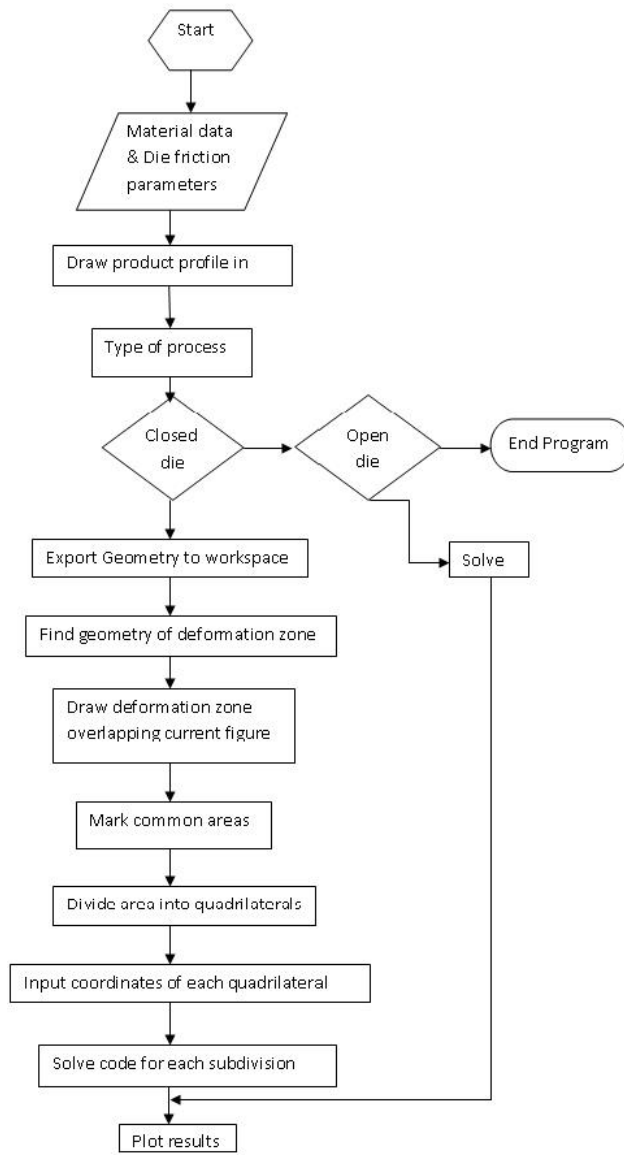 Start
Material data
& Die friction
parameters
Draw product profile in
Type of process
Closed
die
Open
die
End Program
Export Geometry to workspace
Solve
Find geometry of deformation zone
Draw deformation zone
overlapping current figure
Mark common areas
Divide area into quadrilaterals
Input coordinates of each quadrilateral
Solve code for each subdivision
Plot results